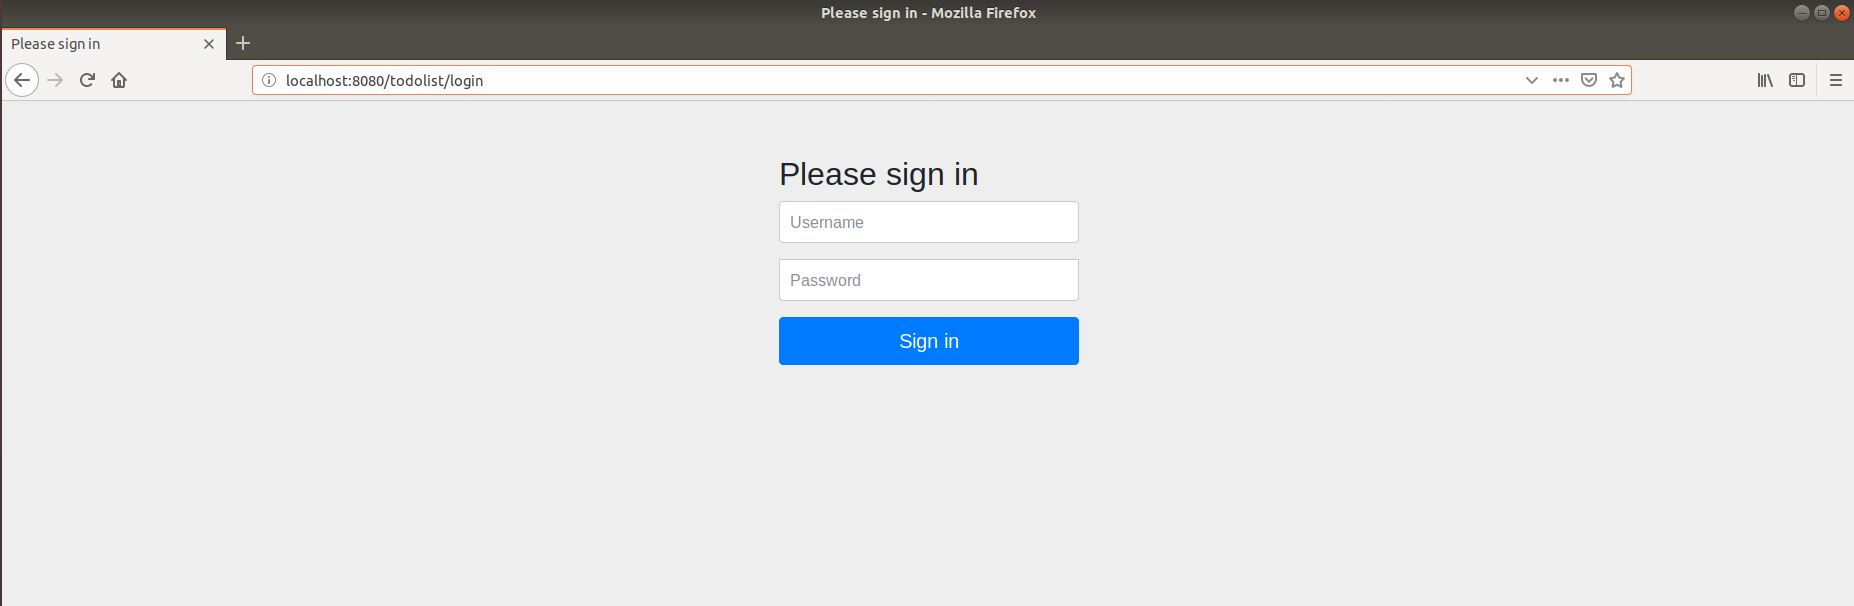 Please sign in - Mozilla Firefox
Please sign in
localhost:8080/todolist/login
Please sign in
Username
Password
Sign in